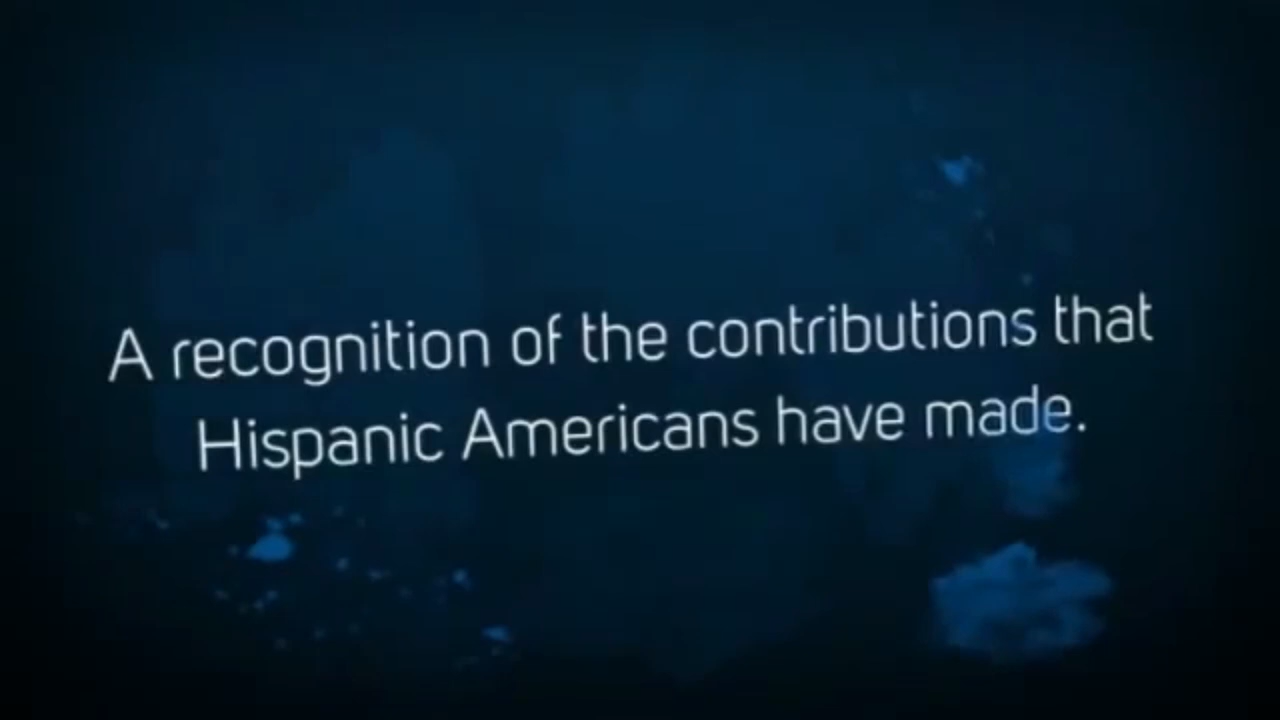 A recognition of the contributions that
Hispanic Americans have made.